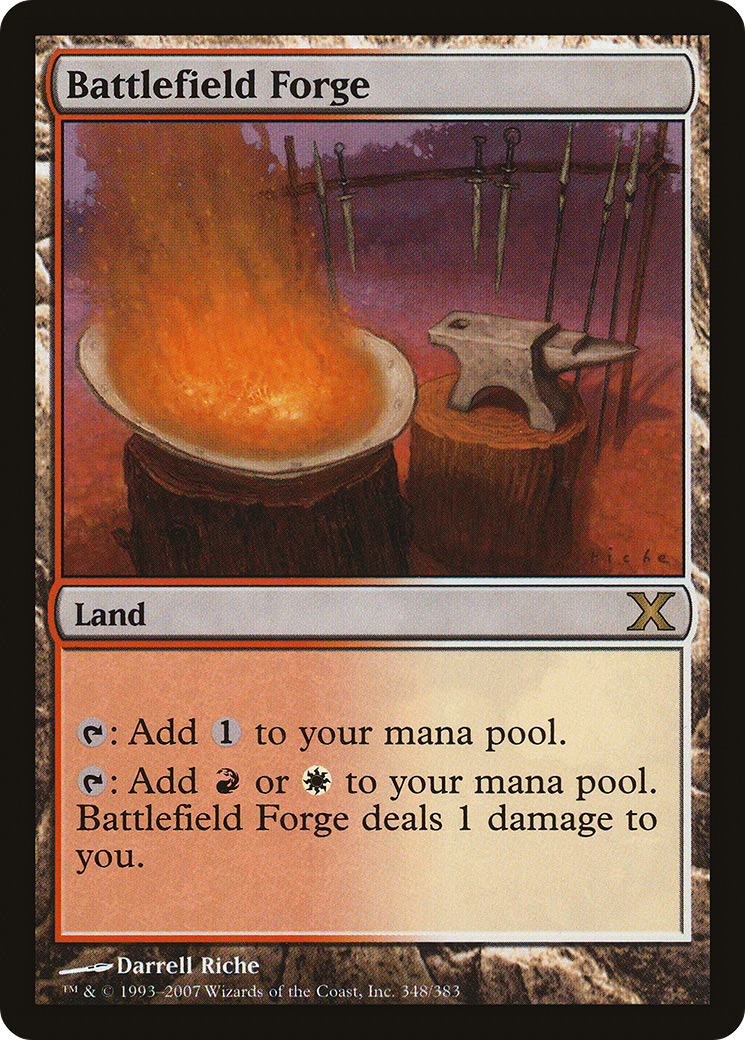 Battlefield Forge
riche
Land
X
: Add 1 to your mana pool.
: Add or to your mana pool.
Battlefield Forge deals 1 damage to
you.
Darrell Riche
™ & © 1993–2007 Wizards of the Coast, Inc. 348/383